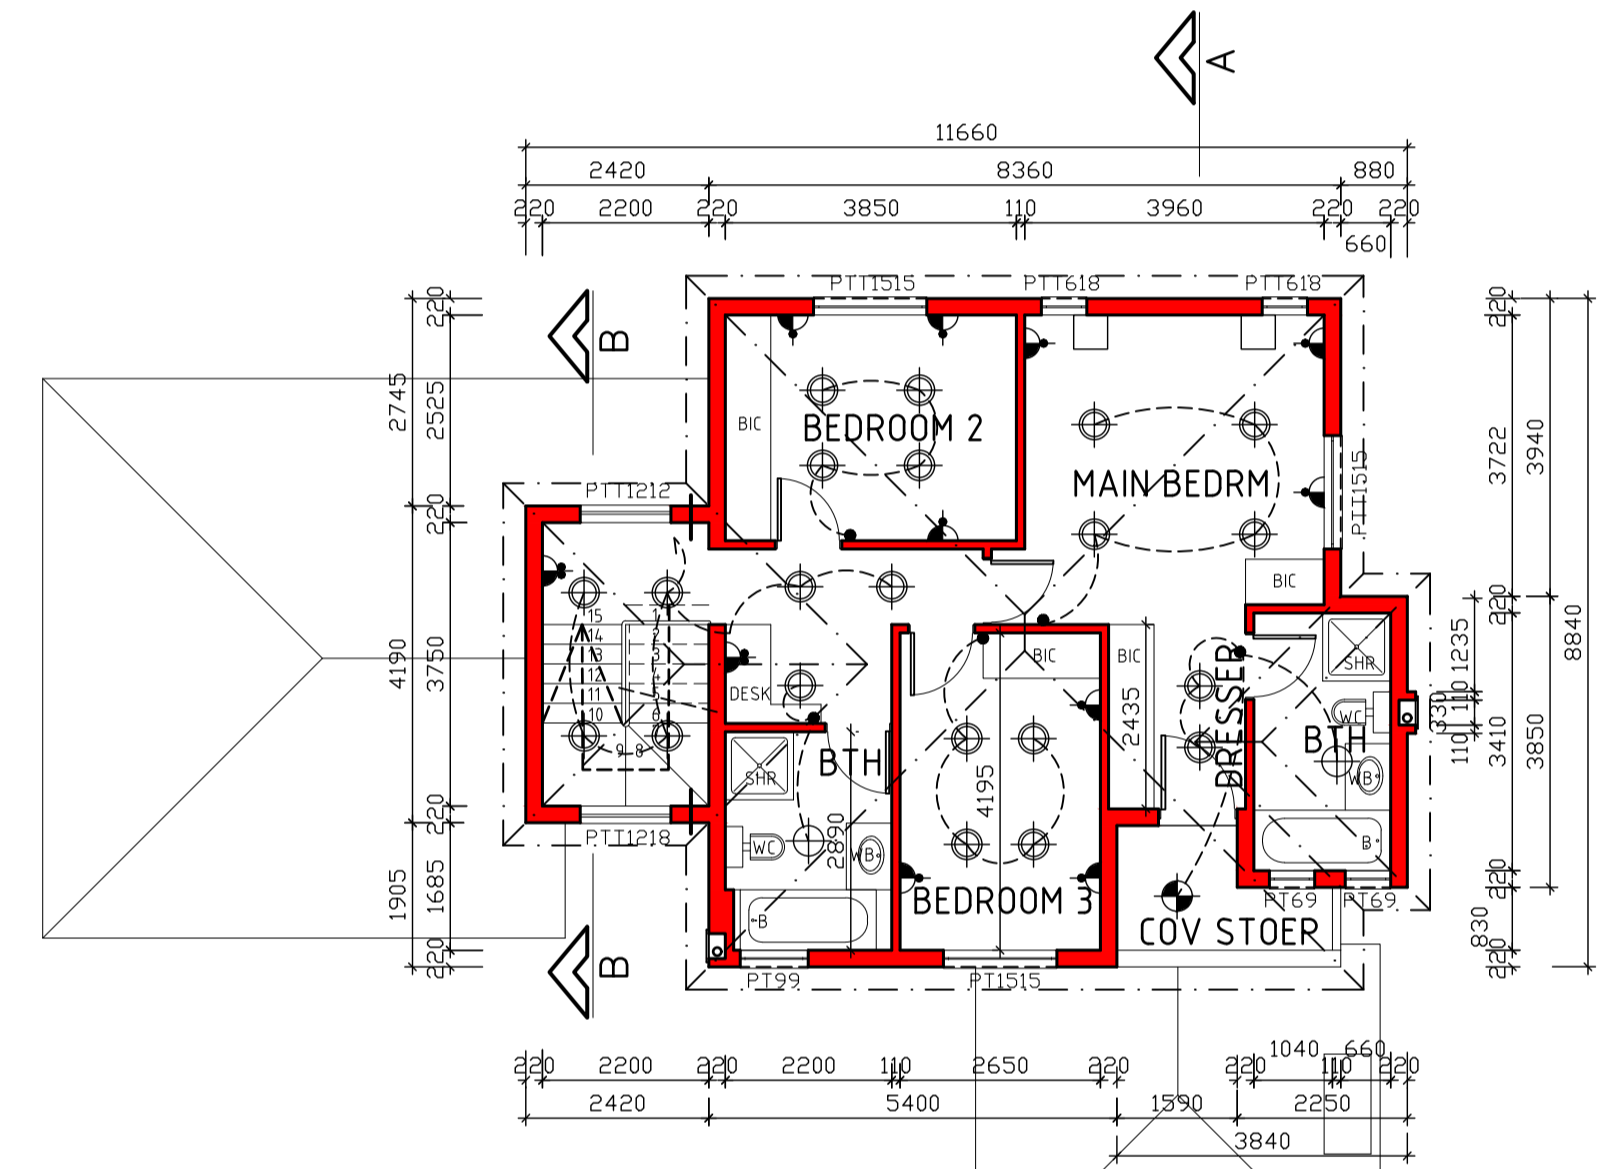 A
11660
2420 8360 880
220 2200 220 3850 110 3960 220 220
660
PTT1515 PTT618 PTT618
B
220 2745 2525 220
4190 3750 220
1905 1685 220
BIC
BEDROOM 2
MAIN BEDRM
PTT1515
220 3722 3940
8840
PTT1212
BIC
15 1
14 2
13 3
12 4
11 5
10 6
9 8
DESK
BIC
BIC
DRESSER
2435
SHR
WC
BTH
WB
B
220
1235
110
330
110
3410 3850
BTH
SHR
4195
WC
2890
WB
B
PTT1218
BEDROOM 3
COV STOER
PT69 PT69
220
830
220
220
B
PT99
PT1515
1040 660
220 2200 220 2200 110 2650 220 220 110 220
2420 5400 1590 2250
3840